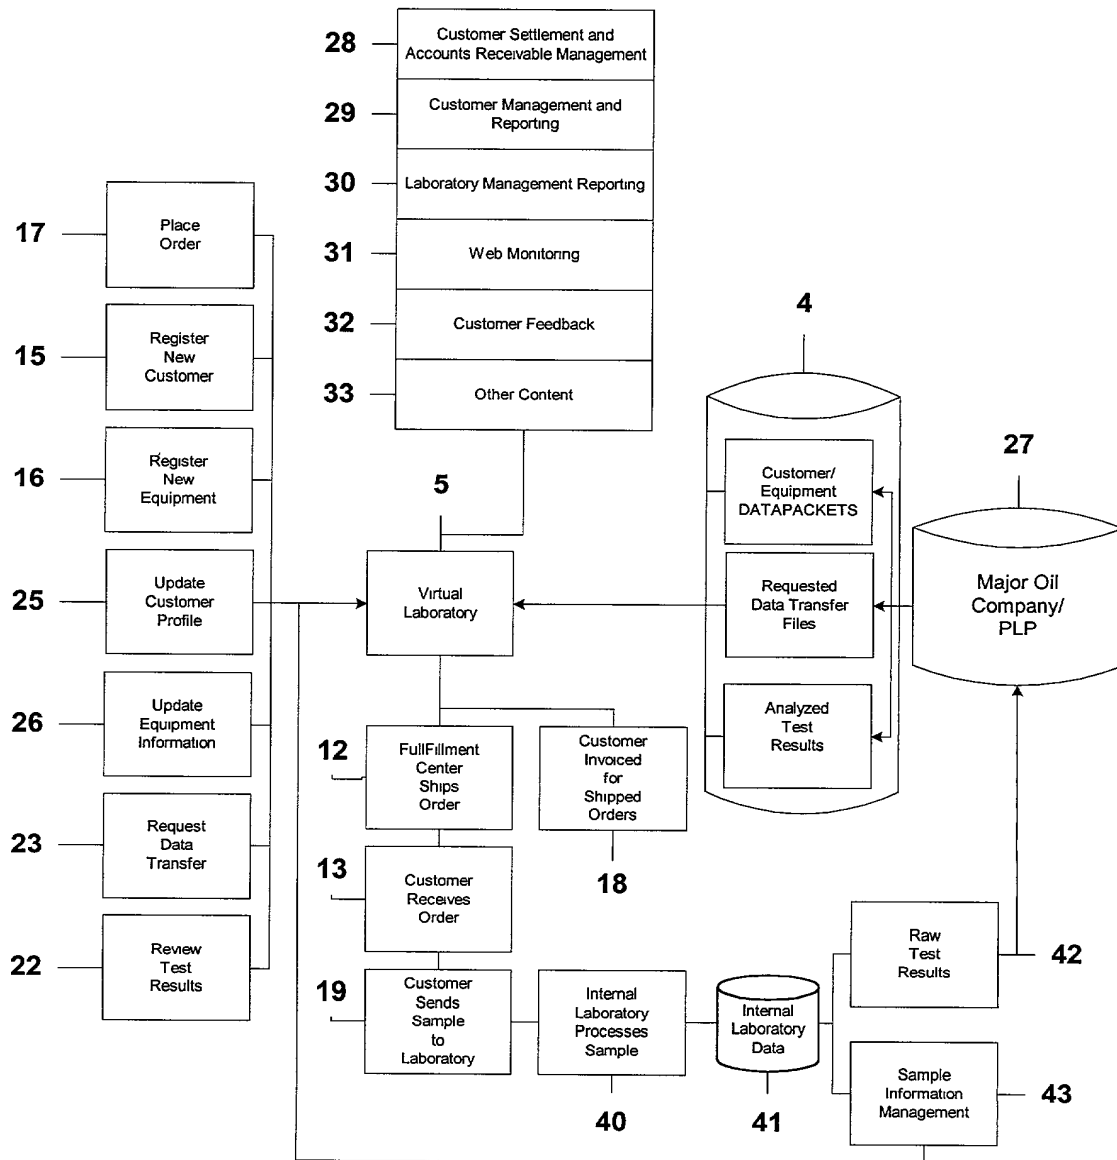 28
Customer Settlement and
Accounts Receivable Management
29
Customer Management and
Reporting
30
Laboratory Management Reporting
31
Web Monitoring
32
Customer Feedback
33
Other Content
17
Place
Order
15
Register
New
Customer
16
Register
New
Equipment
25
Update
Customer
Profile
26
Update
Equipment
Information
23
Request
Data
Transfer
22
Review
Test
Results
5
Virtual
Laboratory
4
Customer/
Equipment
DATAPACKETS
Requested
Data Transfer
Files
Analyzed
Test
Results
27
Major Oil
Company/
PLP
12
FullFillment
Center
Ships
Order
Customer
Invoiced
for
Shipped
Orders
18
13
Customer
Receives
Order
19
Customer
Sends
Sample
to
Laboratory
Internal
Laboratory
Processes
Sample
40
Internal
Laboratory
Data
41
Raw
Test
Results
42
Sample
Information
Management
43